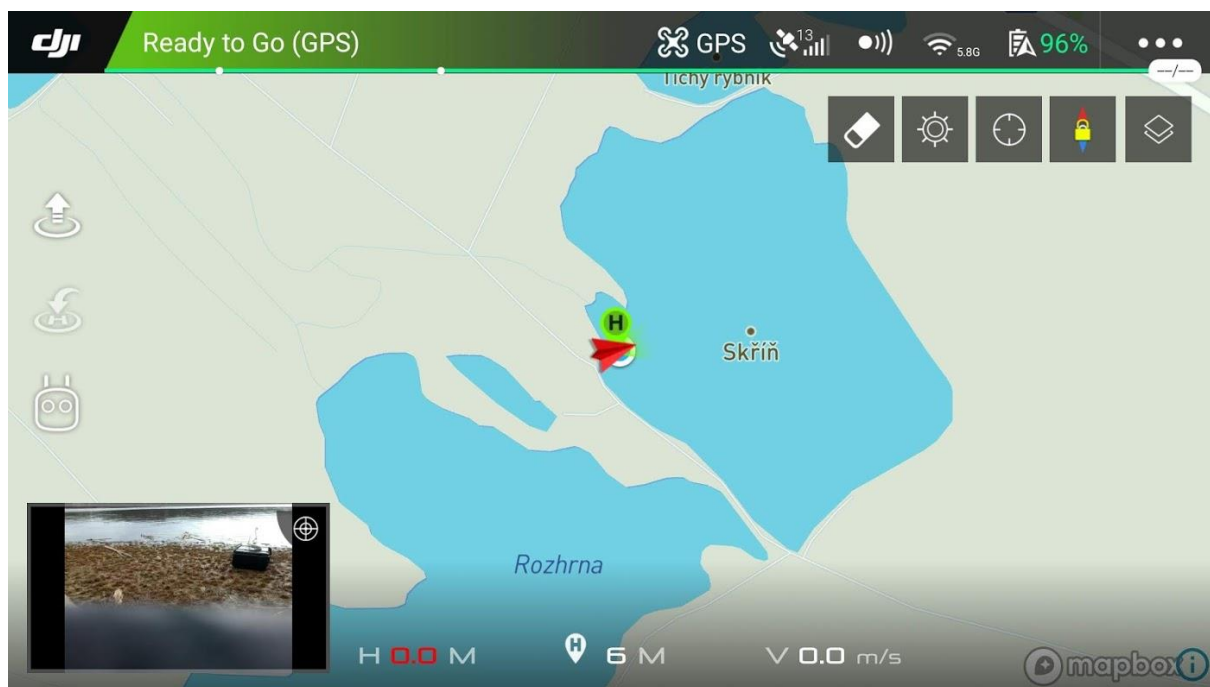 dji Ready to Go (GPS) GPS 13 5.8G 96%
--/--
Tichý rybník
H
Skříň
Rozhrna
H 0.0 M H 6 M V 0.0 m/s
mapbox i